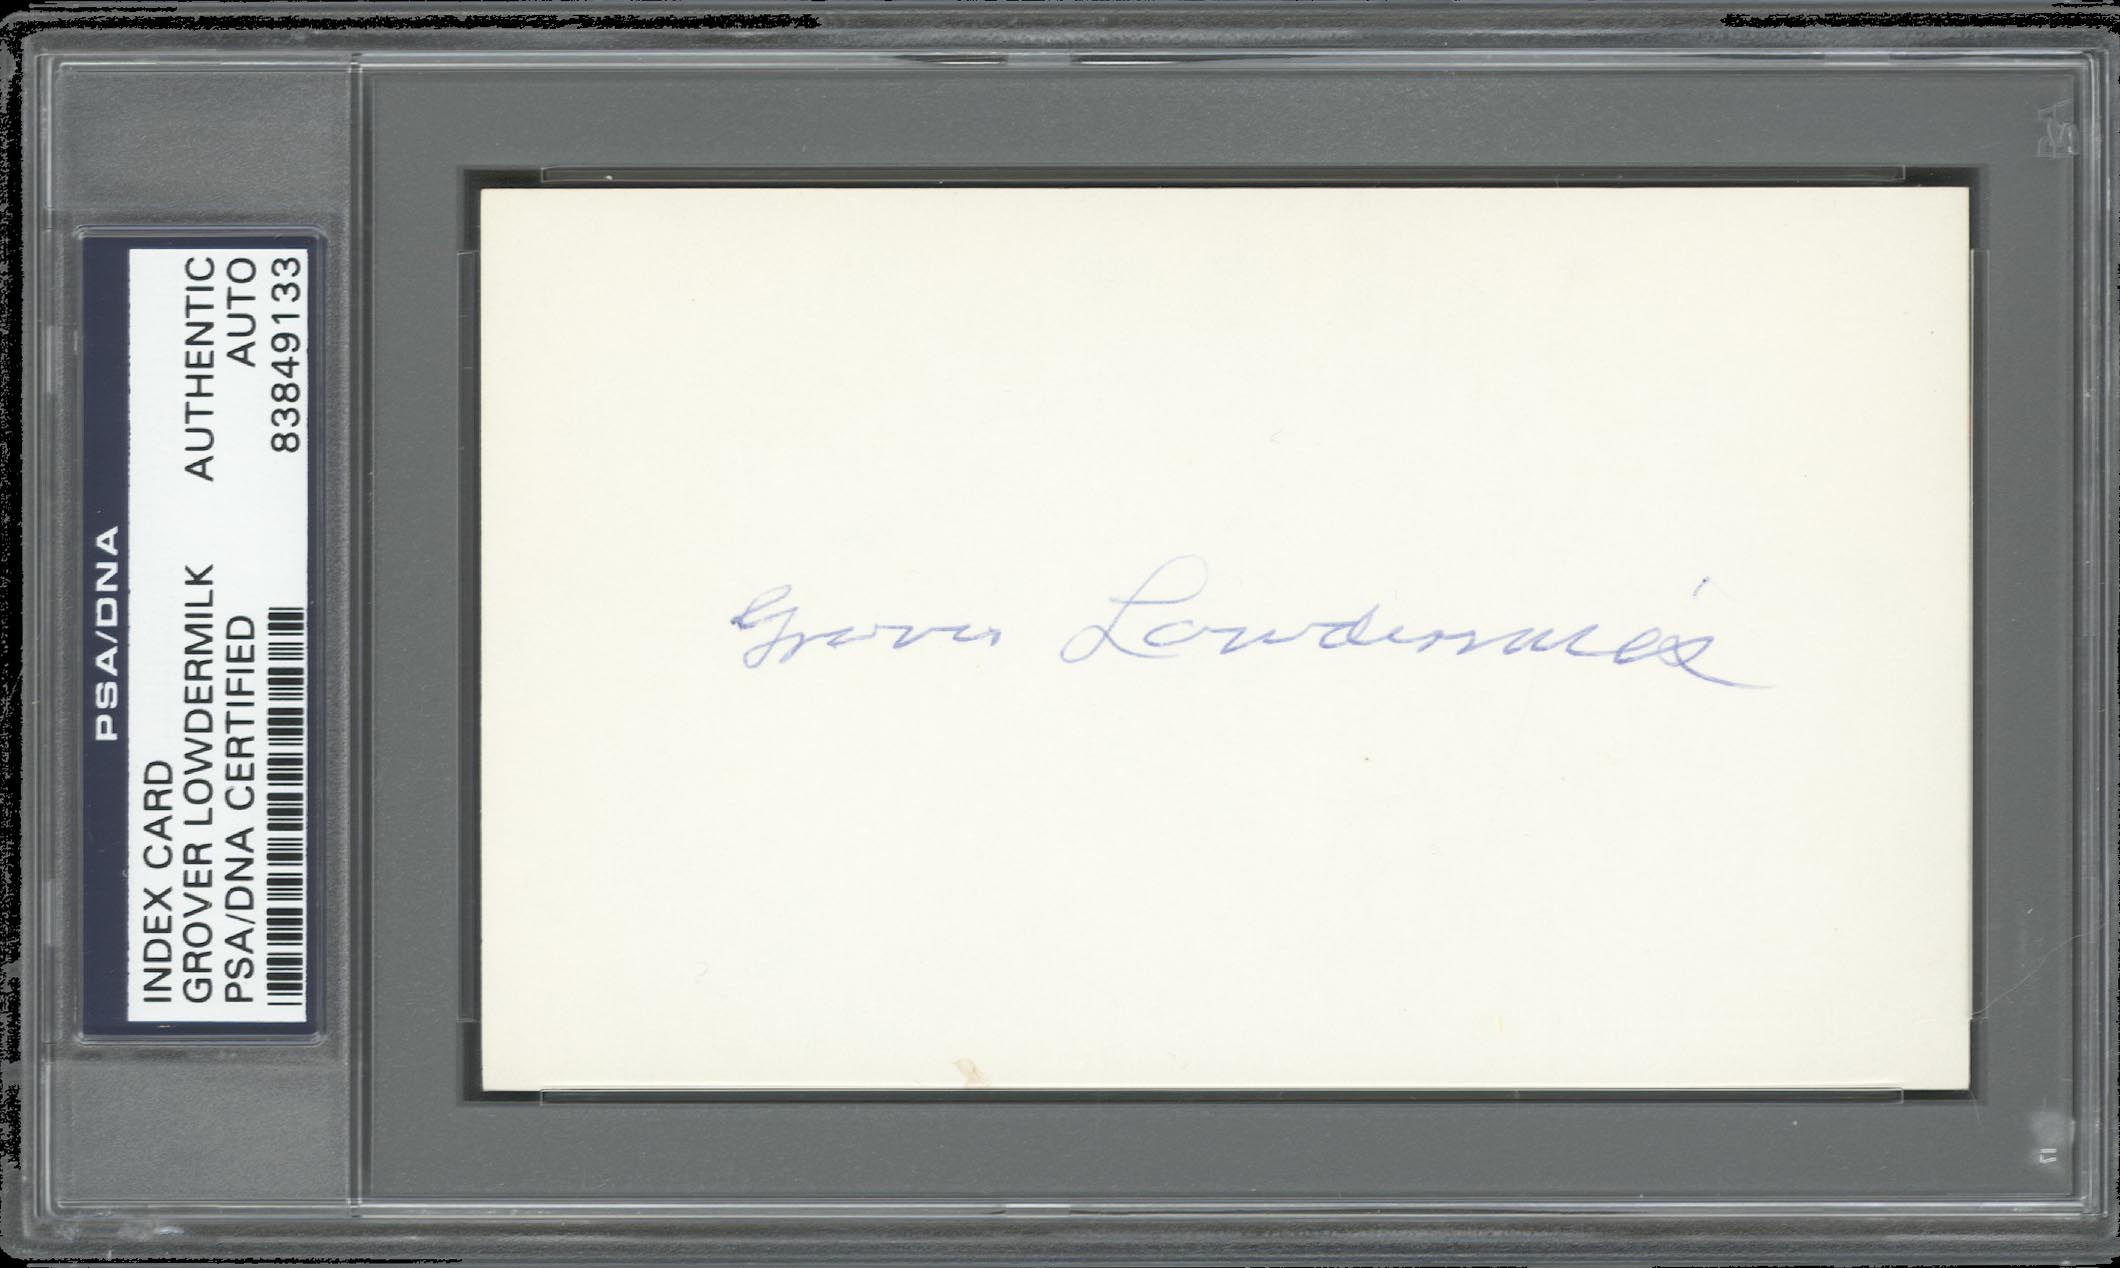 PSA/DNA
INDEX CARD
GROVER LOWDERMILK AUTHENTIC
PSA/DNA CERTIFIED AUTO
83849133
Grover Lowdermilk